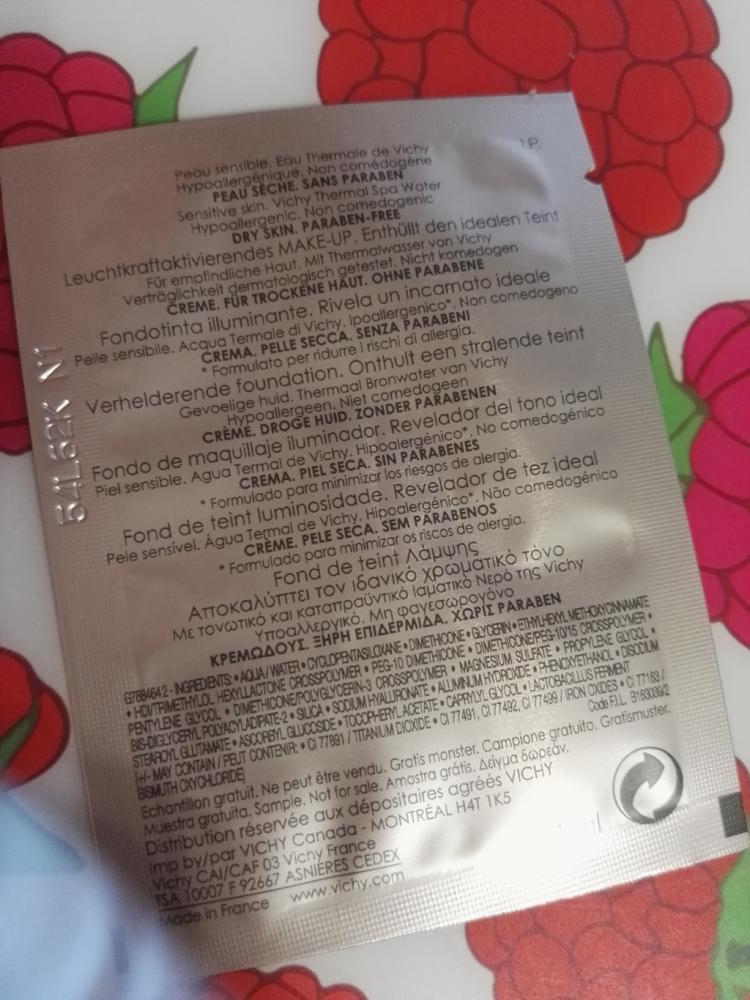 1P.
Peau sensible. Eau Thermale de Vichy
Hypoallergénique. Non comédogène
PEAU SÈCHE. SANS PARABEN
Sensitive skin. Vichy Thermal Spa Water
Hypoallergenic. Non comedogenic
DRY SKIN. PARABEN-FREE
Leuchtkraftaktivierendes MAKE-UP. Enthüllt den idealen Teint
Für empfindliche Haut. Mit Thermalwasser von Vichy
Verträglichkeit dermatologisch getestet. Nicht komedogen
CREME. FÜR TROCKENE HAUT. OHNE PARABENE
Fondotinta illuminante. Rivela un incarnato ideale
Pelle sensibile. Acqua Termale di Vichy. Ipoallergenico*. Non comedogeno
CREMA. PELLE SECCA. SENZA PARABENI
* Formulato per ridurre i rischi di allergia.
Verhelderende foundation. Onthult een stralende teint
Gevoelige huid. Thermaal Bronwater van Vichy
Hypoallergeen. Niet comedogeen
CRÈME. DROGE HUID. ZONDER PARABENEN
Fondo de maquillaje iluminador. Revelador del tono ideal
Piel sensible. Agua Termal de Vichy. Hipoalergénico*. No comedogénico
CREMA. PIEL SECA. SIN PARABENES
* Formulado para minimizar los riesgos de alergia.
Fond de teint luminosidade. Revelador de tez ideal
Pele sensível. Água Termal de Vichy. Hipoalergénico*. Não comedogénico
CRÈME. PELE SECA. SEM PARABENOS
* Formulado para minimizar os riscos de alergia.
Fond de teint Λάμψης
Αποκαλύπτει τον ιδανικό χρωματικό τόνο
Με τονωτικό και καταπραϋντικό Ιαματικό Νερό της Vichy
Υποαλλεργικό. Μη φαγεσωρογόνο
ΚΡΕΜΩΔΟΥΣ. ΞΗΡΗ ΕΠΙΔΕΡΜΙΔΑ. ΧΩΡΙΣ PARABEN
G788464 2 - INGREDIENTS: • AQUA / WATER • CYCLOPENTASILOXANE • DIMETHICONE • GLYCERIN • ETHYLHEXYL METHOXYCINNAMATE
• HDI/TRIMETHYLOL HEXYLLACTONE CROSSPOLYMER • PEG-10 DIMETHICONE • DIMETHICONE/PEG-10/15 CROSSPOLYMER •
PENTYLENE GLYCOL • DIMETHICONE/POLYGLYCERIN-3 CROSSPOLYMER • MAGNESIUM SULFATE • PROPYLENE GLYCOL •
BIS-DIGLYCERYL POLYACYLADIPATE-2 • SILICA • SODIUM HYALURONATE • ALUMINUM HYDROXIDE • PHENOXYETHANOL • DISODIUM
STEAROYL GLUTAMATE • ASCORBYL GLUCOSIDE • TOCOPHERYL ACETATE • CAPRYLYL GLYCOL • LACTOBACILLUS FERMENT
[+/- MAY CONTAIN / PEUT CONTENIR: • CI 77891 / TITANIUM DIOXIDE • CI 77491, CI 77492, CI 77499 / IRON OXIDES • CI 77163 /
BISMUTH OXYCHLORIDE]
Code F.I.L. B163099/2
Echantillon gratuit. Ne peut être vendu. Gratis monster. Campione gratuito. Gratismuster.
Muestra gratuita. Sample. Not for sale. Amostra grátis. Δείγμα δωρεάν.
Distribution réservée aux dépositaires agréés VICHY
Imp by/par VICHY Canada - MONTRÉAL H4T 1K5
Vichy CAI/CAF 03 Vichy France
TSA 10007 F 92667 ASNIÈRES CEDEX
Made in France www.vichy.com
54L62K N1